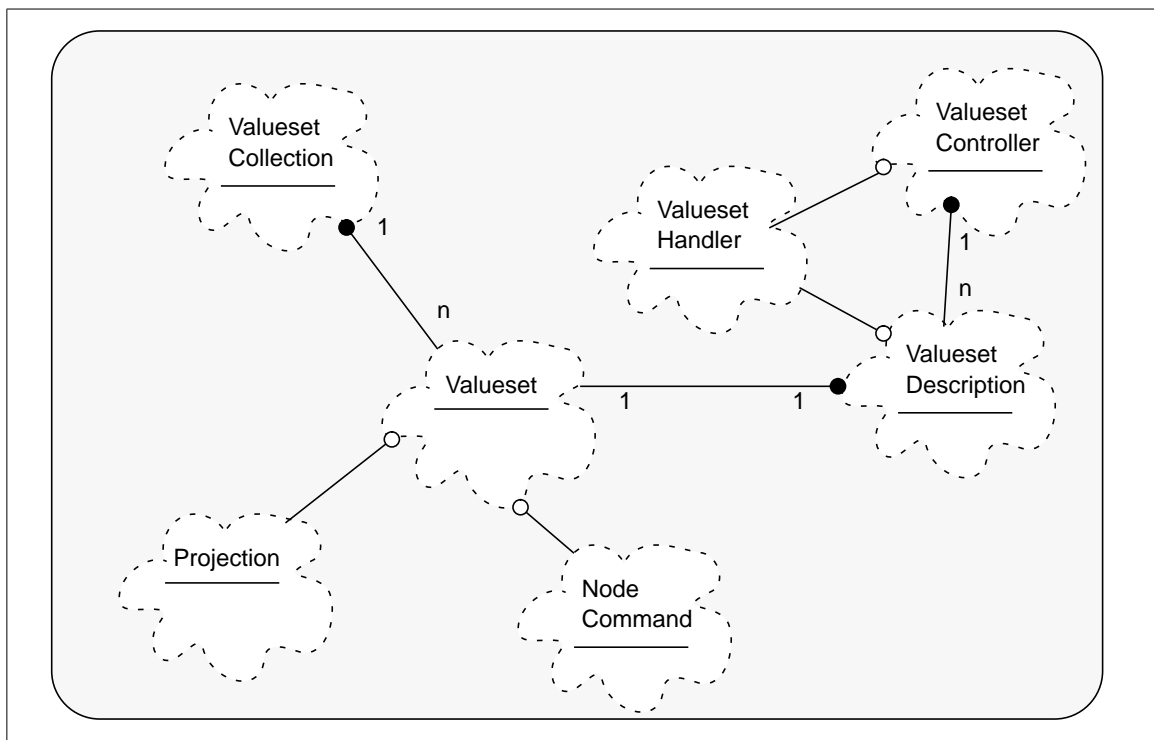 Valueset
Collection
1
n
Valueset
Controller
1
n
Valueset
Handler
Valueset
Description
Valueset
1
1
Projection
Node
Command